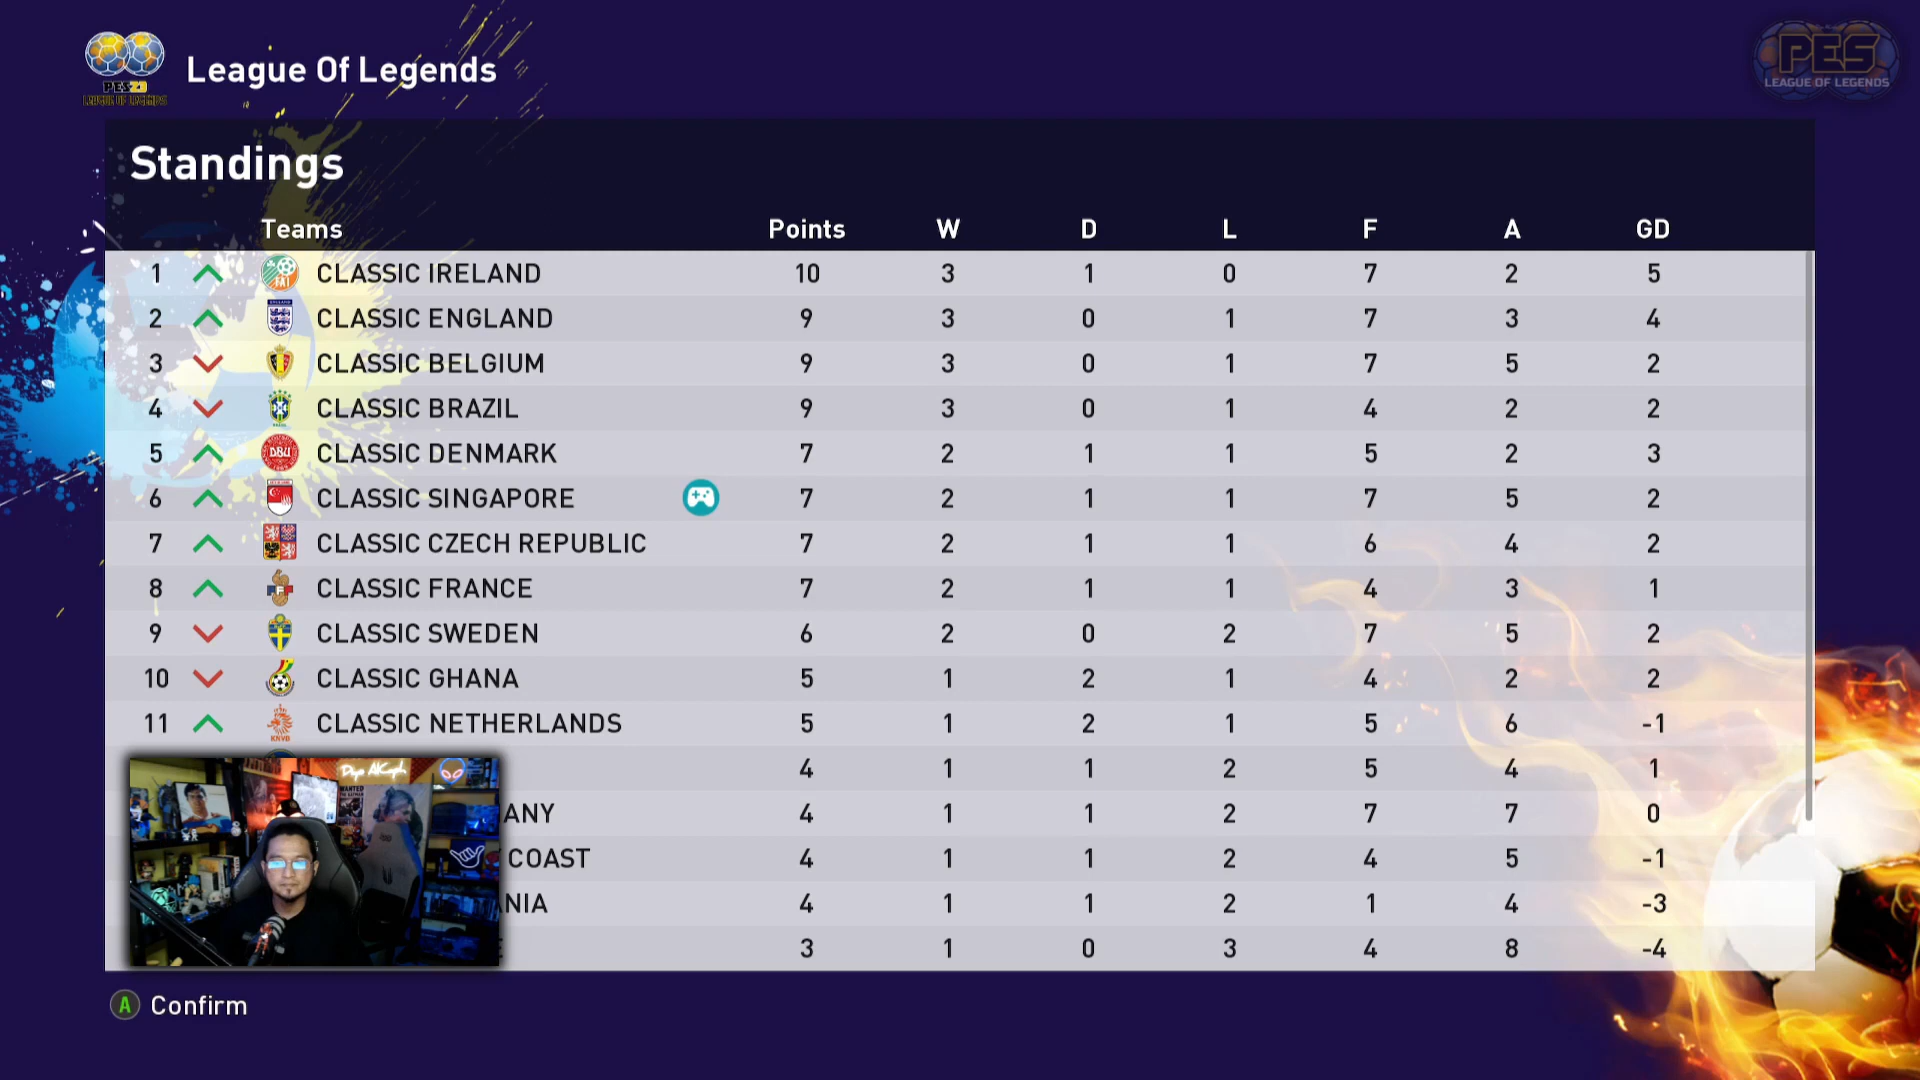 PES23
LEAGUE OF LEGENDS
League Of Legends
PES
LEAGUE OF LEGENDS
Standings
Teams Points W D L F A GD
1 CLASSIC IRELAND 10 3 1 0 7 2 5
2 CLASSIC ENGLAND 9 3 0 1 7 3 4
3 CLASSIC BELGIUM 9 3 0 1 7 5 2
4 CLASSIC BRAZIL 9 3 0 1 4 2 2
5 CLASSIC DENMARK 7 2 1 1 5 2 3
6 CLASSIC SINGAPORE 7 2 1 1 7 5 2
7 CLASSIC CZECH REPUBLIC 7 2 1 1 6 4 2
8 CLASSIC FRANCE 7 2 1 1 4 3 1
9 CLASSIC SWEDEN 6 2 0 2 7 5 2
10 CLASSIC GHANA 5 1 2 1 4 2 2
11 CLASSIC NETHERLANDS 5 1 2 1 5 6 -1
4 1 1 2 5 4 1
ANY 4 1 1 2 7 7 0
COAST 4 1 1 2 4 5 -1
NIA 4 1 1 2 1 4 -3
3 1 0 3 4 8 -4
WANTED
A Confirm